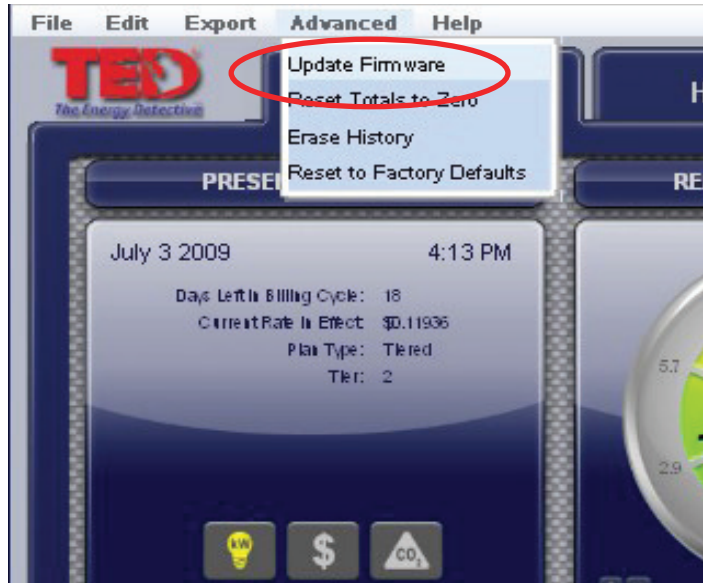 File Edit Export Advanced Help
Update Firmware
Reset Totals to Zero
Erase History
Reset to Factory Defaults
TED
The Energy Detective
H
PRESE
RE
July 3 2009 4:13 PM
Days Left in Billing Cycle: 18
Current Rate in Effect: $0.11936
Plan Type: Tiered
Tier: 2
5.7
2.9
kW
$
CO₂